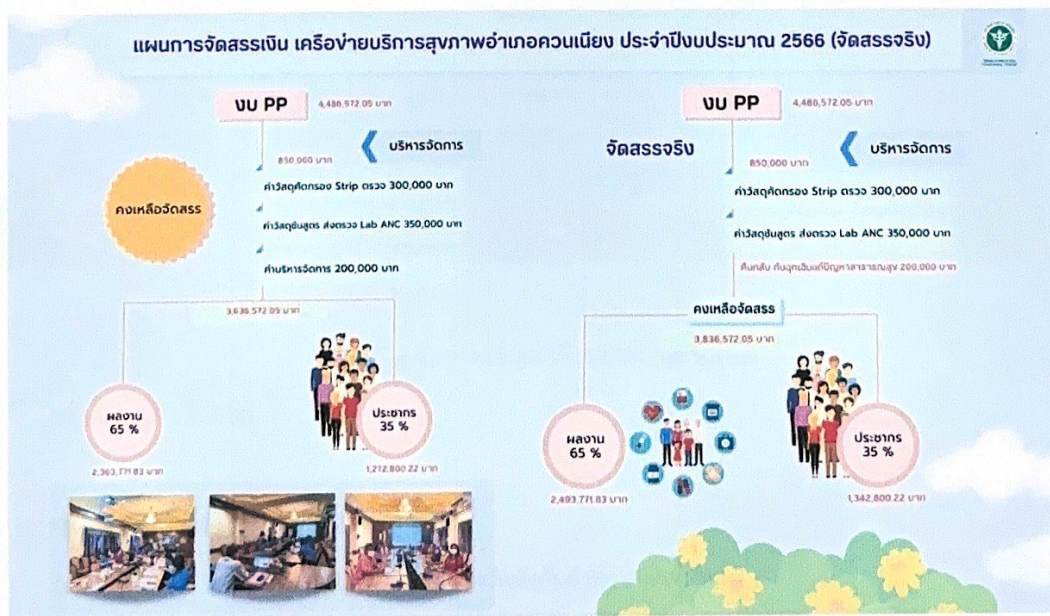 แผนการจัดสรรเงิน เครือข่ายบริการสุขภาพอำเภอควนเนียง ประจำปีงบประมาณ 2566 (จัดสรรจริง)
งบ PP
4,486,572.05 บาท
850,000 บาท
บริหารจัดการ
ค่าวัสดุคัดกรอง Strip ตรวจ 300,000 บาท
คงเหลือจัดสรร
ค่าวัสดุชันสูตร ส่งตรวจ Lab ANC 350,000 บาท
ค่าบริหารจัดการ 200,000 บาท
3,636,572.05 บาท
ผลงาน
65 %
2,363,771.83 บาท
ประชากร
35 %
1,272,800.22 บาท
งบ PP
4,486,572.05 บาท
จัดสรรจริง
850,000 บาท
บริหารจัดการ
ค่าวัสดุคัดกรอง Strip ตรวจ 300,000 บาท
ค่าวัสดุชันสูตร ส่งตรวจ Lab ANC 350,000 บาท
คืนกลับ กันฉุกเฉินแก้ปัญหาสาธารณสุข 200,000 บาท
คงเหลือจัดสรร
3,836,572.05 บาท
ผลงาน
65 %
2,493,771.83 บาท
ประชากร
35 %
1,342,800.22 บาท